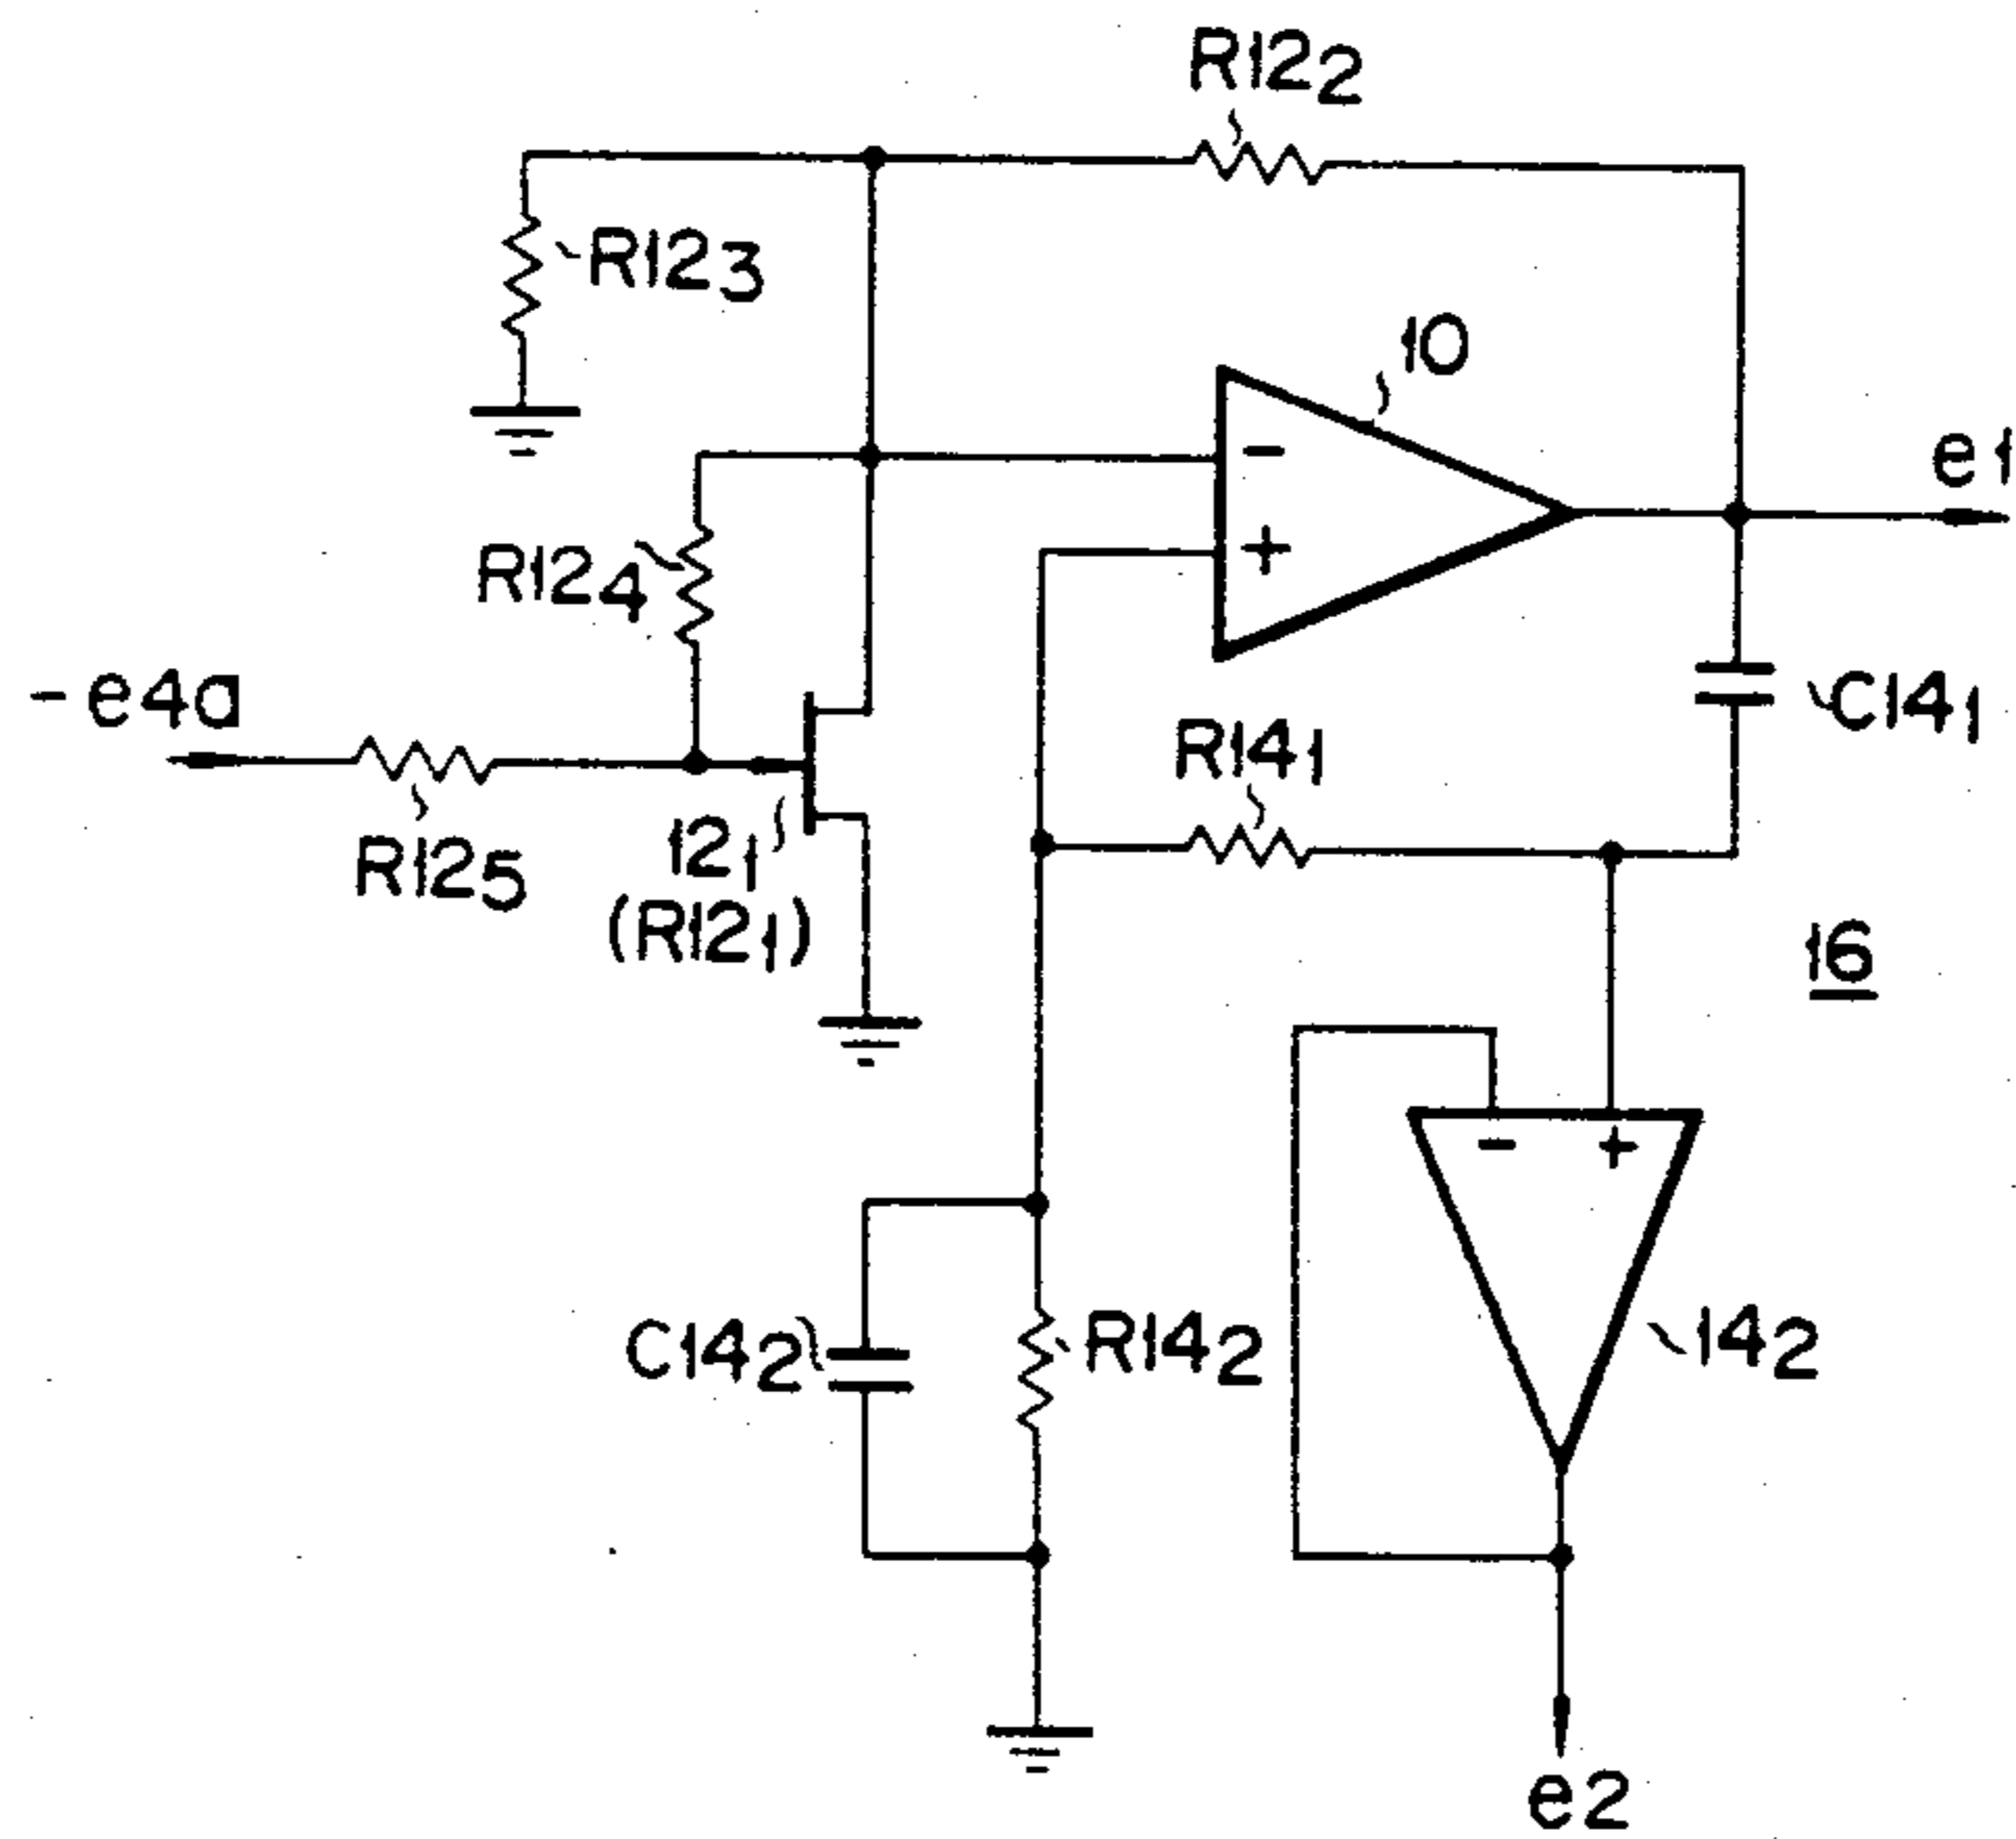 R12₂
R12₃
10
-
+
e1
R12₄
-e4a
C14₁
R14₁
R12₅
12₁
(R12₁)
16
-
+
C14₂
R14₂
14₂
e2